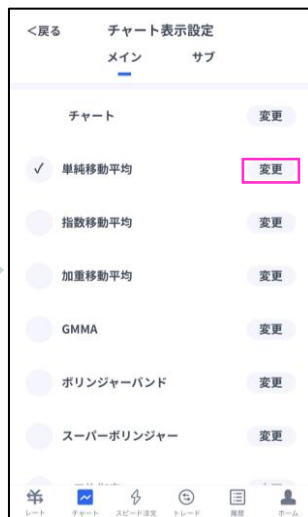 <戻る チャート表示設定
メイン サブ
チャート 変更
✓ 単純移動平均 変更
指数移動平均 変更
加重移動平均 変更
GMMA 変更
ボリンジャーバンド 変更
スーパーボリンジャー 変更
レート チャート スピード注文 トレード 履歴 ホーム